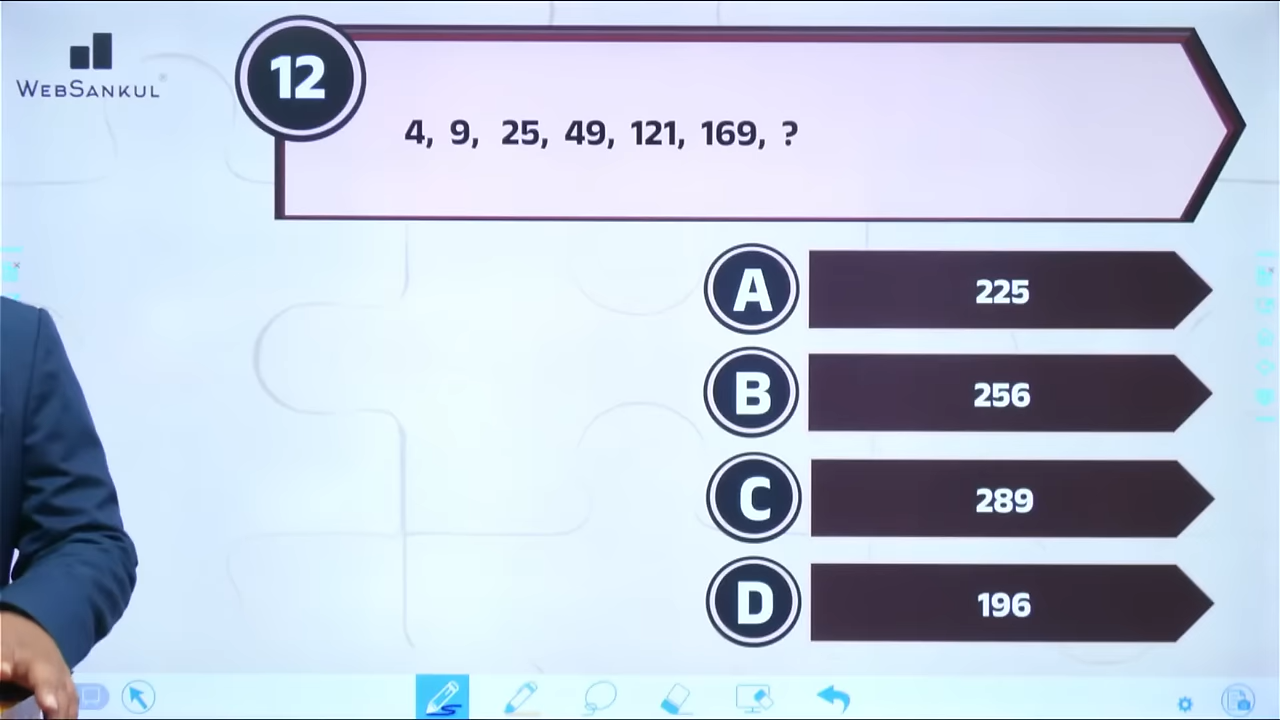 WEBSANKUL
12
4, 9, 25, 49, 121, 169, ?
A
225
B
256
C
289
D
196